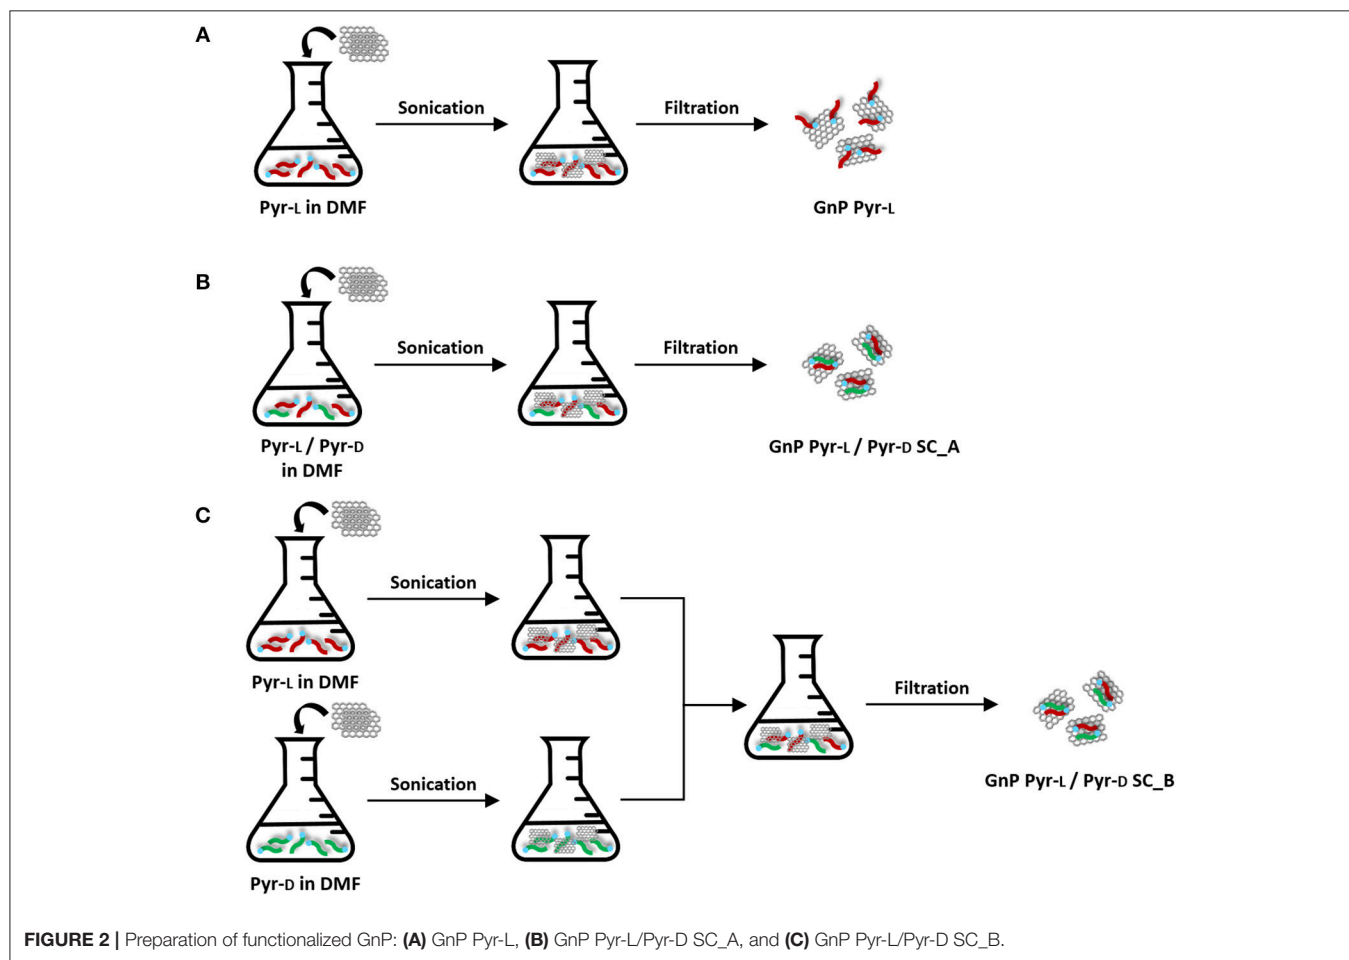 A
Sonication
Filtration
Pyr-L in DMF
GnP Pyr-L
B
Sonication
Filtration
Pyr-L / Pyr-D
in DMF
GnP Pyr-L / Pyr-D SC_A
C
Sonication
Pyr-L in DMF
Filtration
GnP Pyr-L / Pyr-D SC_B
Sonication
Pyr-D in DMF
FIGURE 2 | Preparation of functionalized GnP: (A) GnP Pyr-L, (B) GnP Pyr-L/Pyr-D SC_A, and (C) GnP Pyr-L/Pyr-D SC_B.